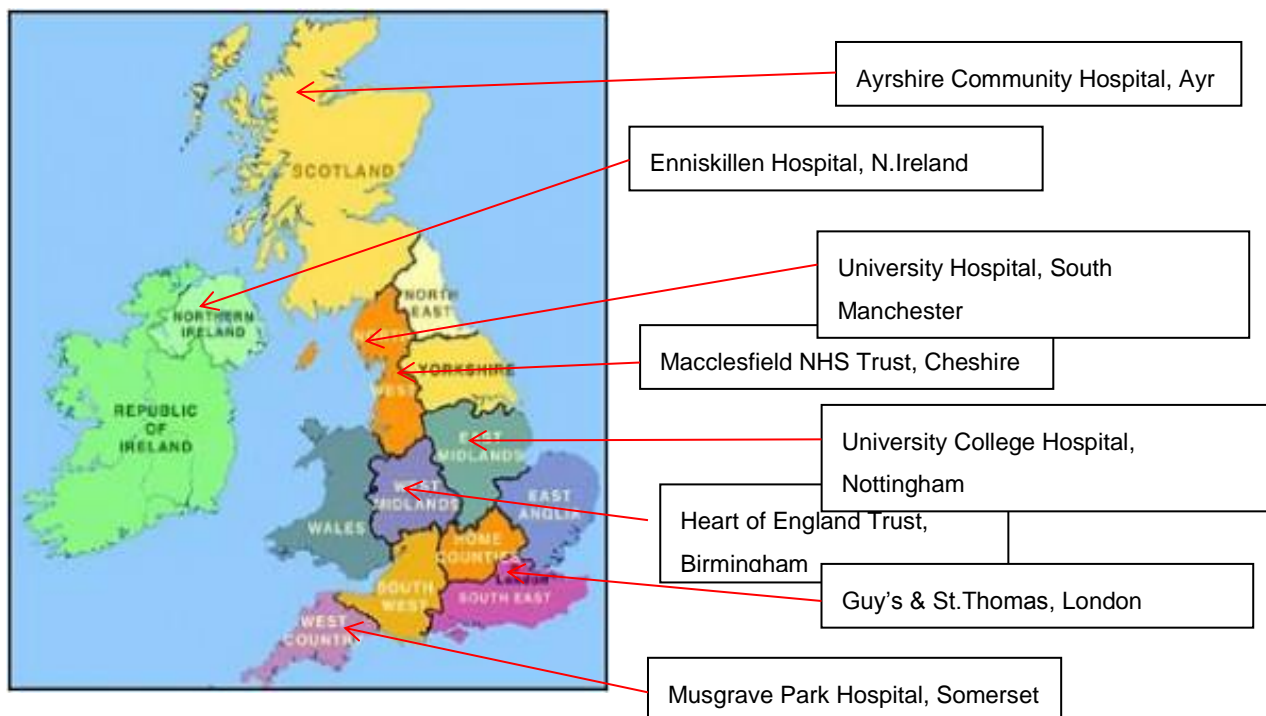 Ayrshire Community Hospital, Ayr
Enniskillen Hospital, N.Ireland
University Hospital, South
Manchester
Macclesfield NHS Trust, Cheshire
University College Hospital,
Nottingham
Heart of England Trust,
Birmingham
Guy's & St.Thomas, London
Musgrave Park Hospital, Somerset
SCOTLAND
NORTH
EAST
NORTHERN
IRELAND
WEST
YORKSHIRE
REPUBLIC
OF
IRELAND
EAST
MIDLANDS
WEST
MIDLANDS
EAST
ANGLIA
WALES
HOME
COUNTIES
London
SOUTH EAST
SOUTH
WEST
WEST
COUNTRY